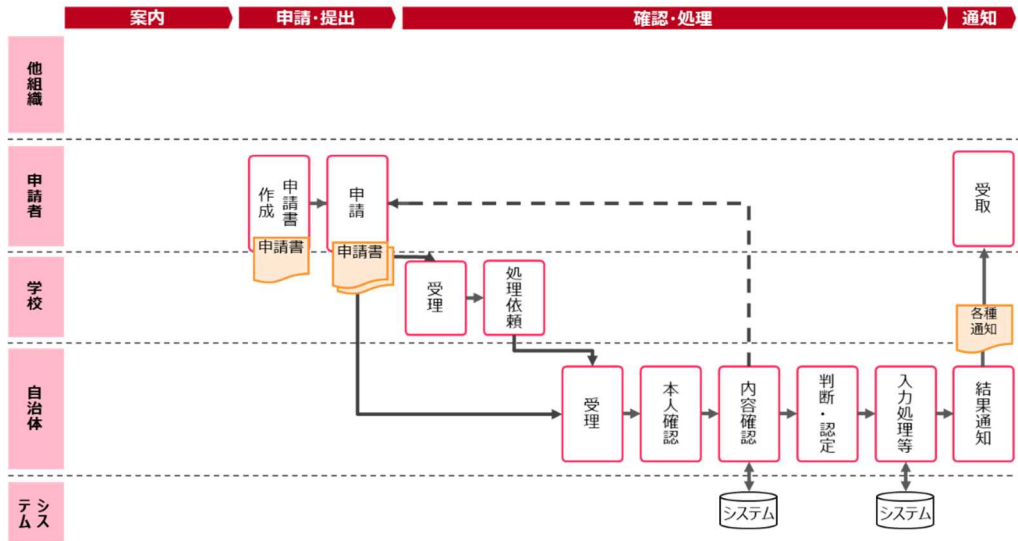 案内
申請・提出
確認・処理
通知
他組織
申請者
申請書
作成
申請
受取
申請書
申請書
学校
受理
処理依頼
各種
通知
自治体
受理
本人確認
内容確認
判断・認定
入力処理等
結果通知
シス
テム
システム
システム